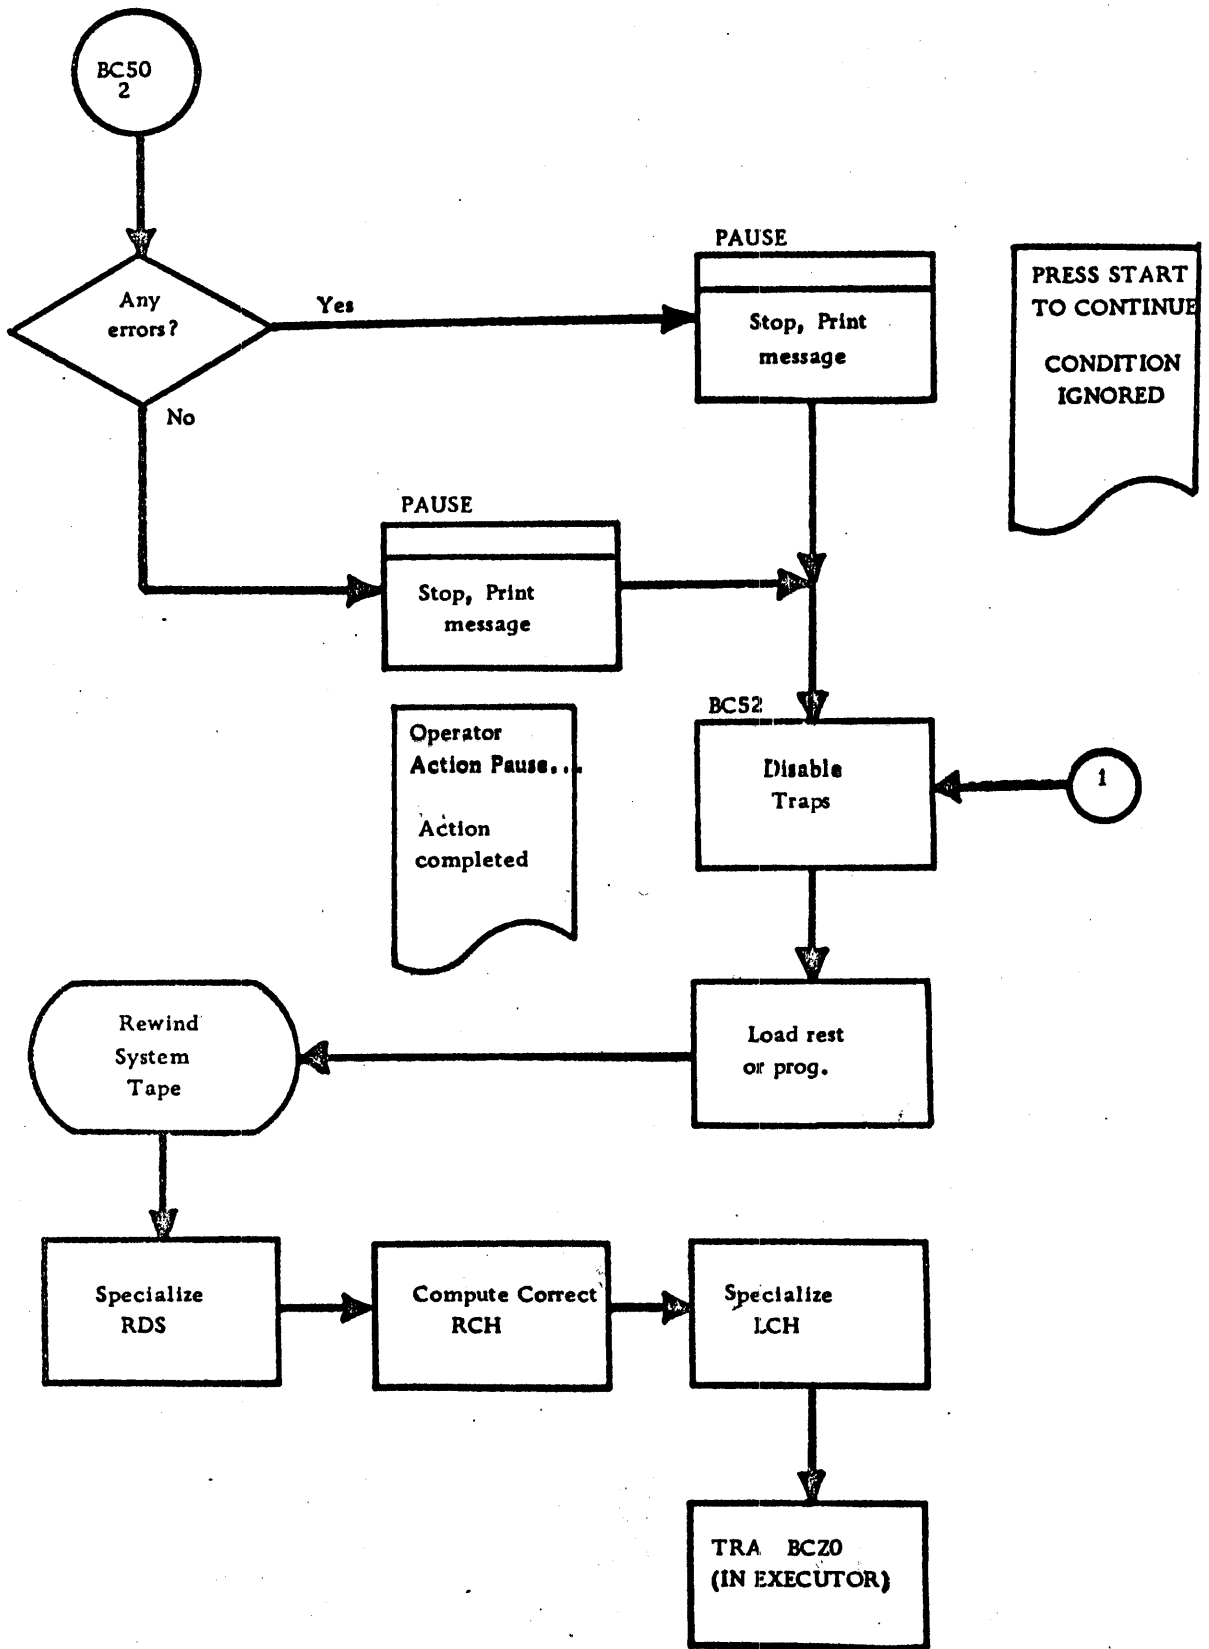 BC50
2
PAUSE
Any
errors?
Yes
Stop, Print
message
PRESS START
TO CONTINUE
CONDITION
IGNORED
No
PAUSE
Stop, Print
message
BC52
Operator
Action Pause...
Action
completed
Disable
Traps
1
Rewind
System
Tape
Load rest
or prog.
Specialize
RDS
Compute Correct
RCH
Specialize
LCH
TRA BCZ0
(IN EXECUTOR)